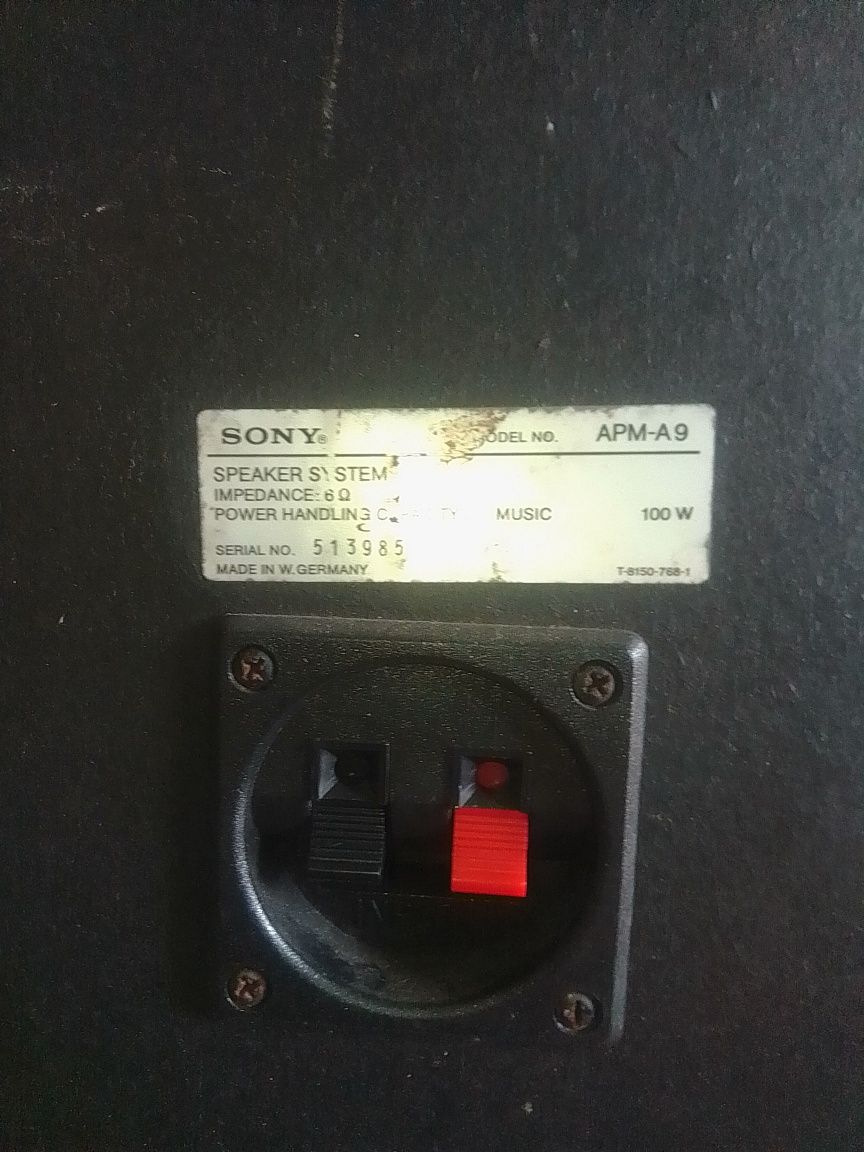 SONY® MODEL NO. APM-A9
SPEAKER SYSTEM
IMPEDANCE: 6 Ω
POWER HANDLING CAPACITY MUSIC 100 W
SERIAL NO. 513985
MADE IN W.GERMANY T-8150-768-1